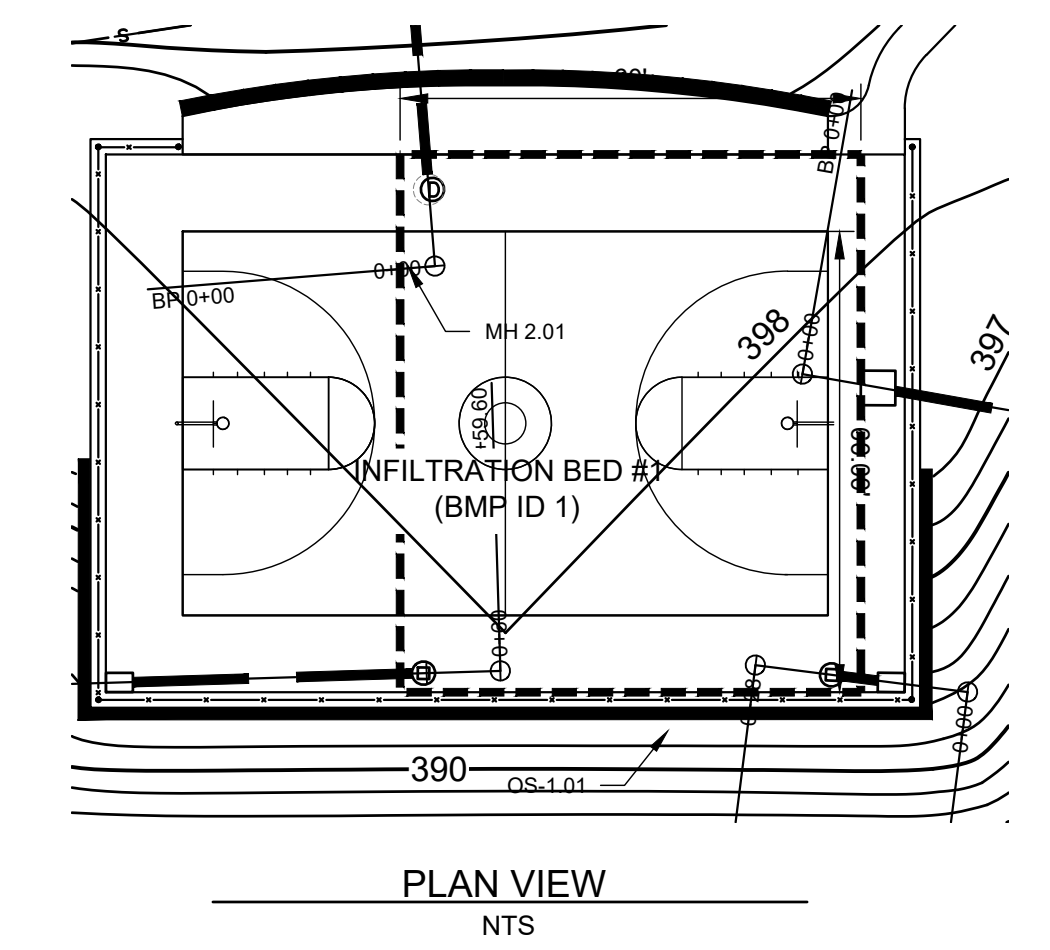 S
BP 0+00
D
0+00
BP 0+00
MH 2.01
398
0+00
397
+59.60
INFILTRATION BED #1
(BMP ID 1)
390
OS-1.01
0+00
PLAN VIEW
NTS